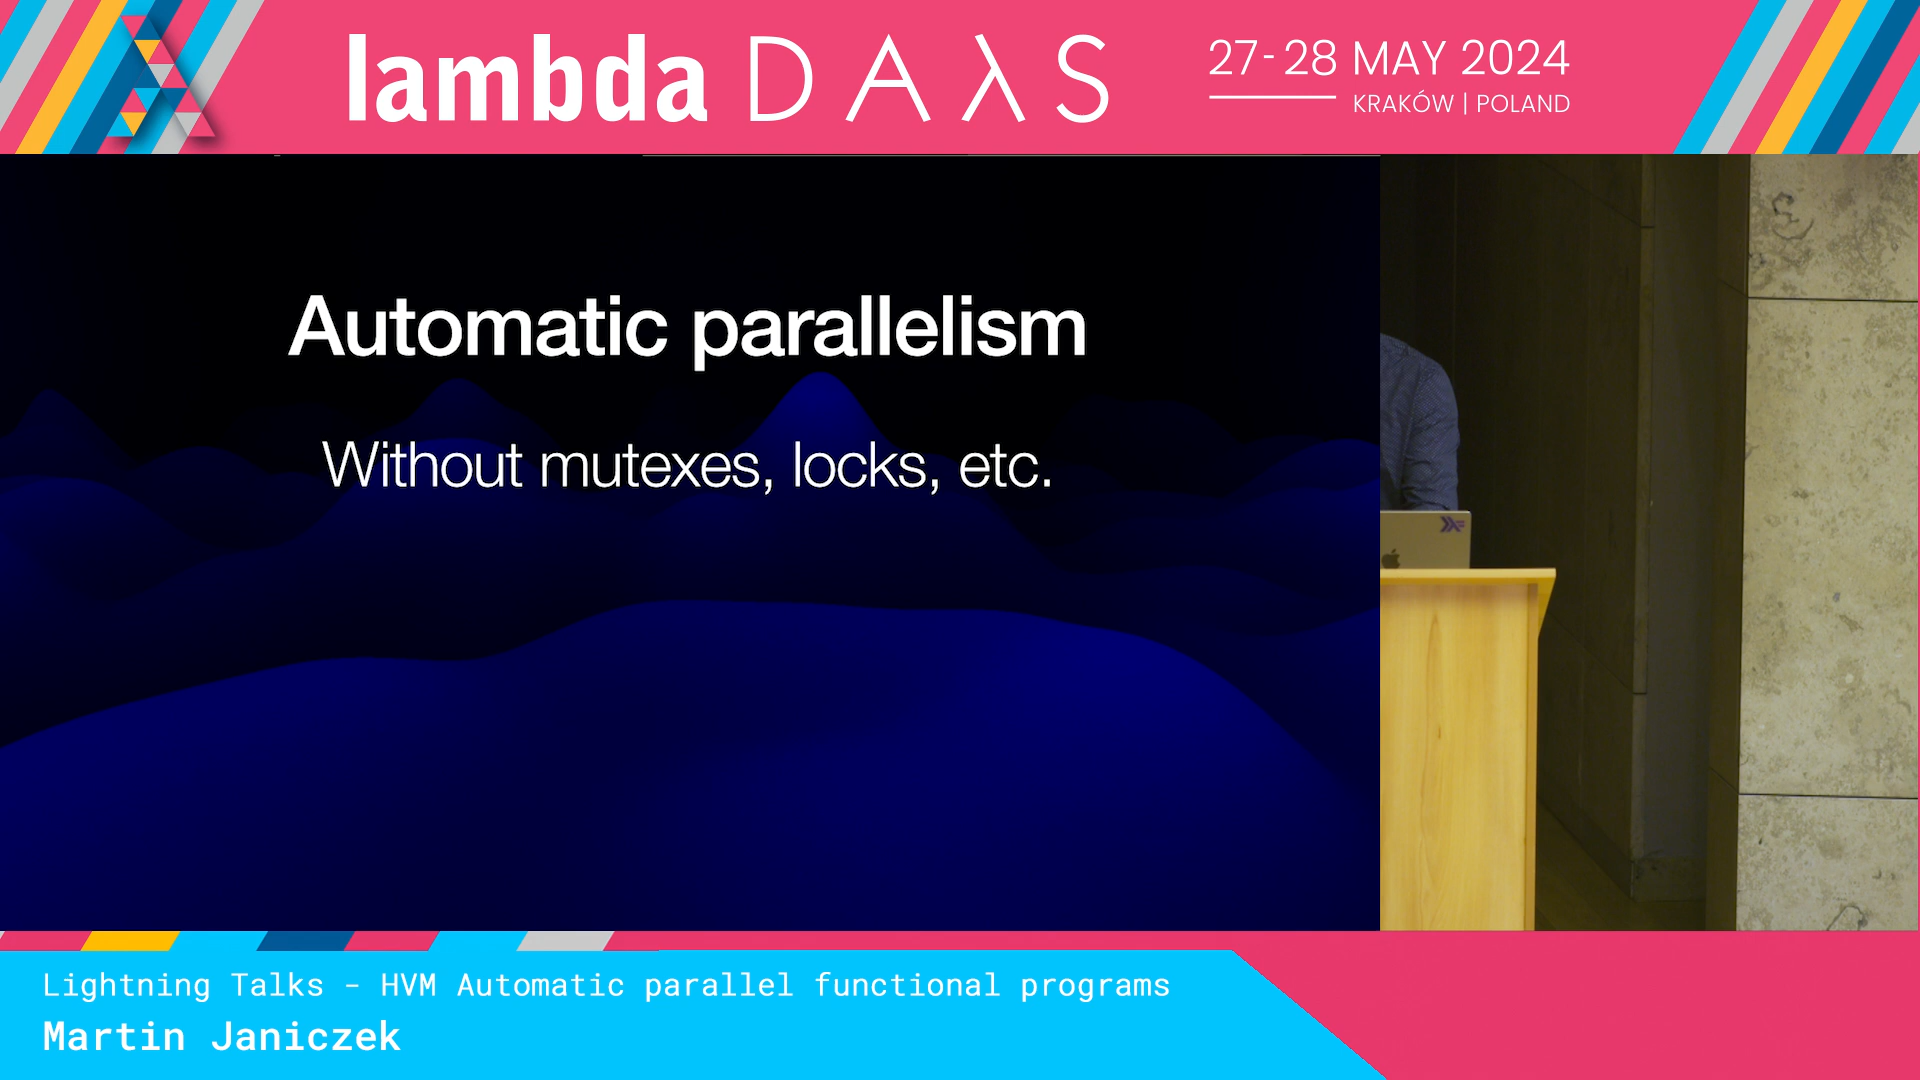 lambda DAλS
27-28 MAY 2024
KRAKÓW | POLAND
Automatic parallelism
Without mutexes, locks, etc.
Lightning Talks - HVM Automatic parallel functional programs
Martin Janiczek